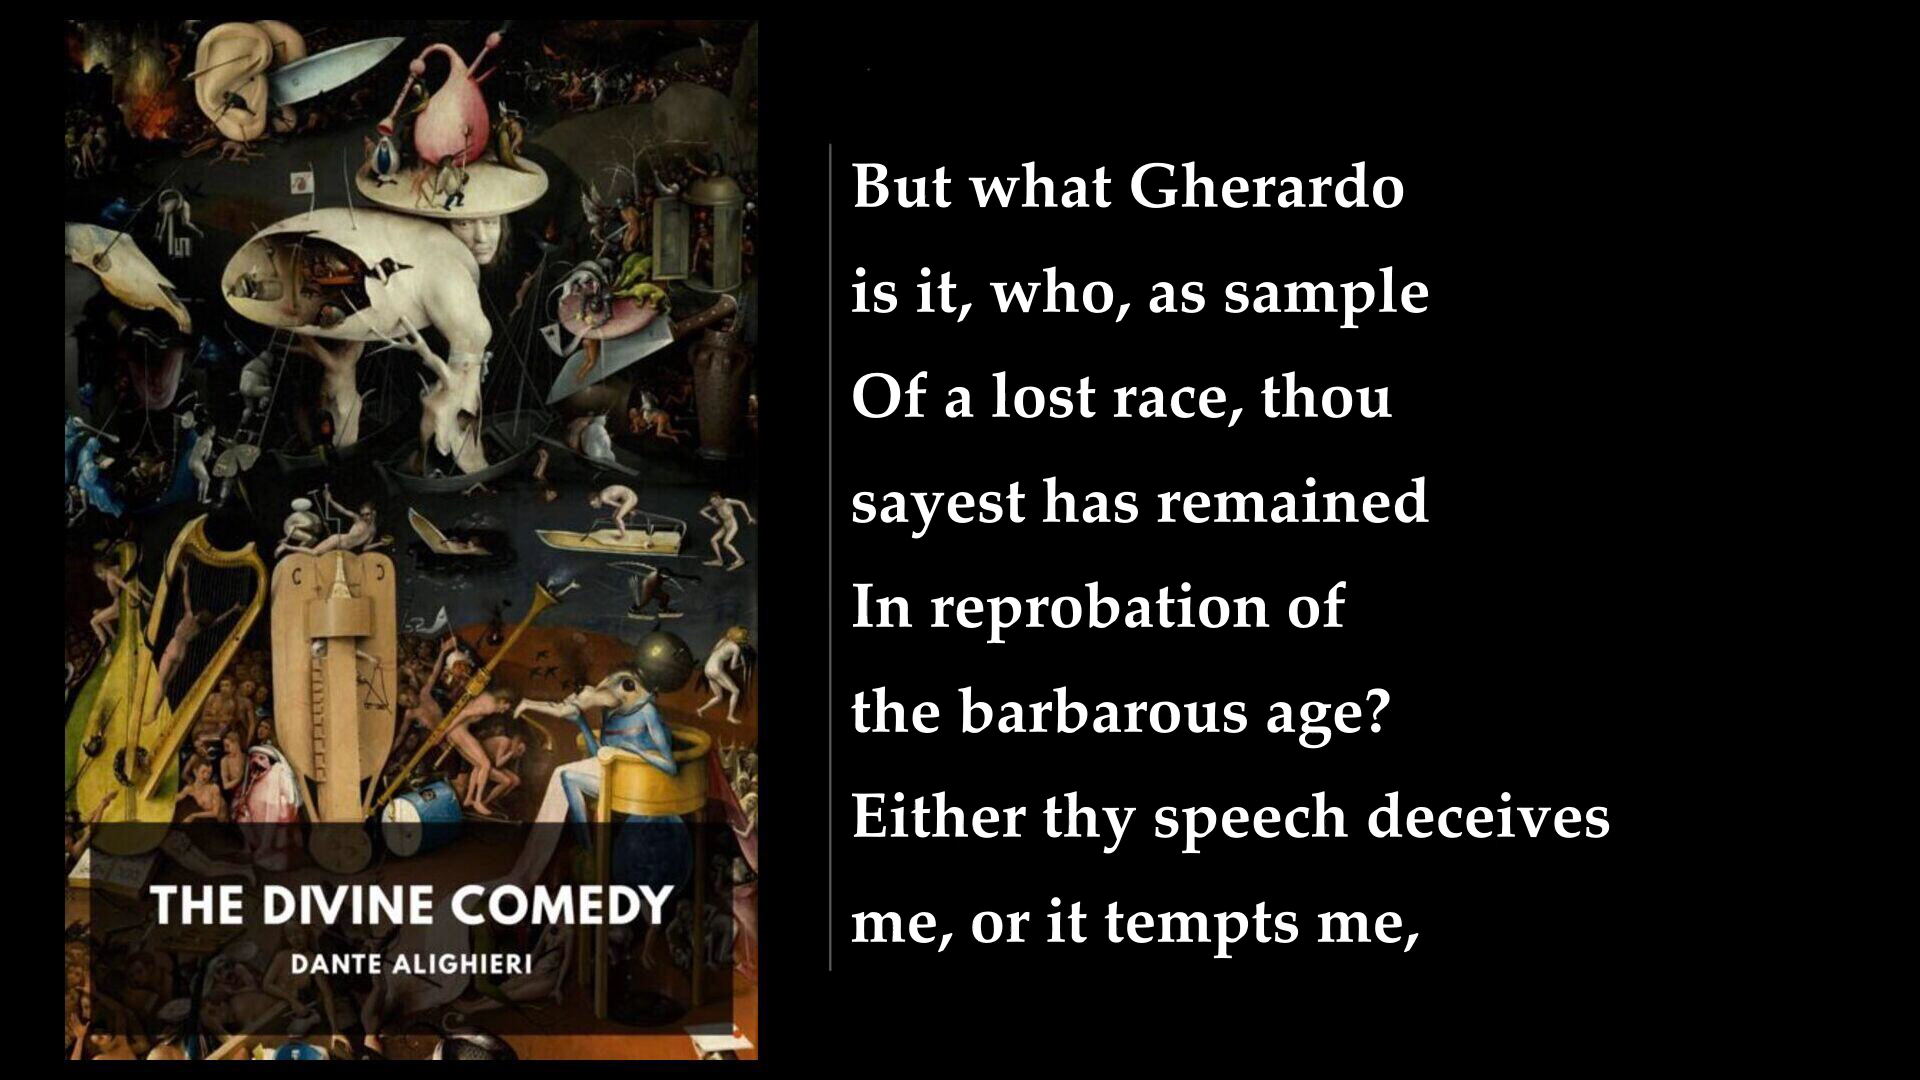 THE DIVINE COMEDY
DANTE ALIGHIERI
But what Gherardo
is it, who, as sample
Of a lost race, thou
sayest has remained
In reprobation of
the barbarous age?
Either thy speech deceives
me, or it tempts me,